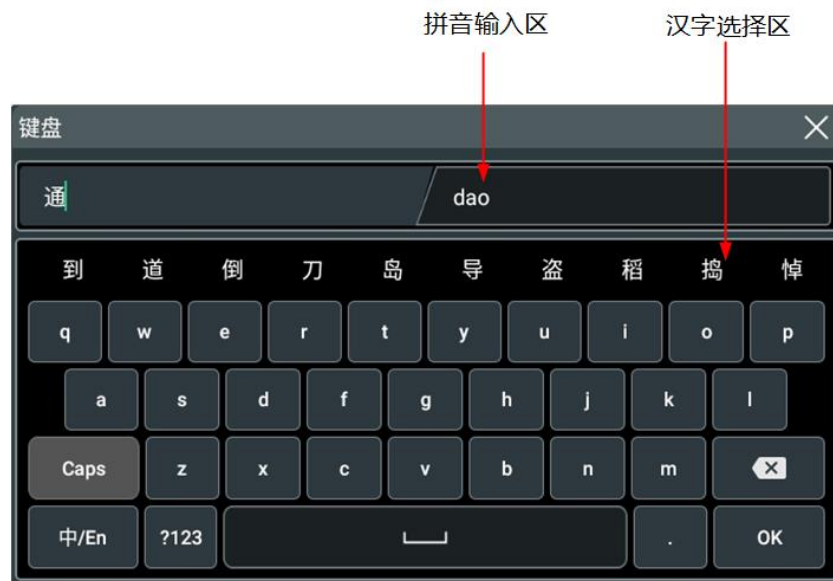 拼音输入区 汉字选择区
键盘
通 dao
到 道 倒 刀 岛 导 盗 稻 捣 悼
q w e r t y u i o p
a s d f g h j k l
Caps z x c v b n m
中/En ?123 . OK